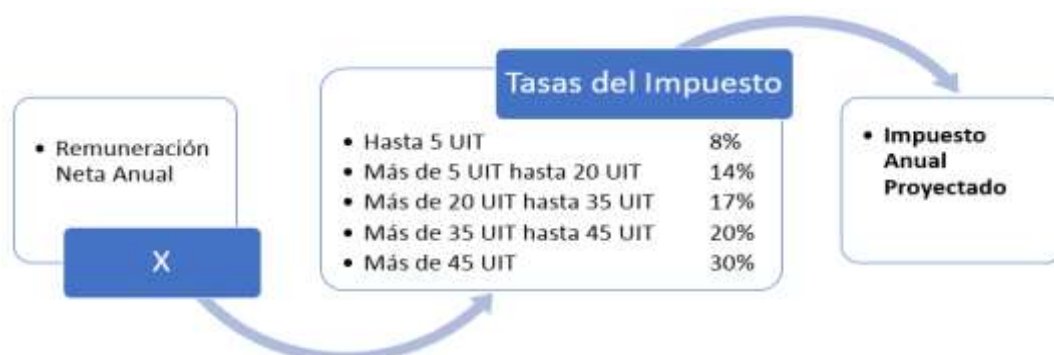 • Remuneración
Neta Anual
X
Tasas del Impuesto
• Hasta 5 UIT 8%
• Más de 5 UIT hasta 20 UIT 14%
• Más de 20 UIT hasta 35 UIT 17%
• Más de 35 UIT hasta 45 UIT 20%
• Más de 45 UIT 30%
• Impuesto
Anual
Proyectado